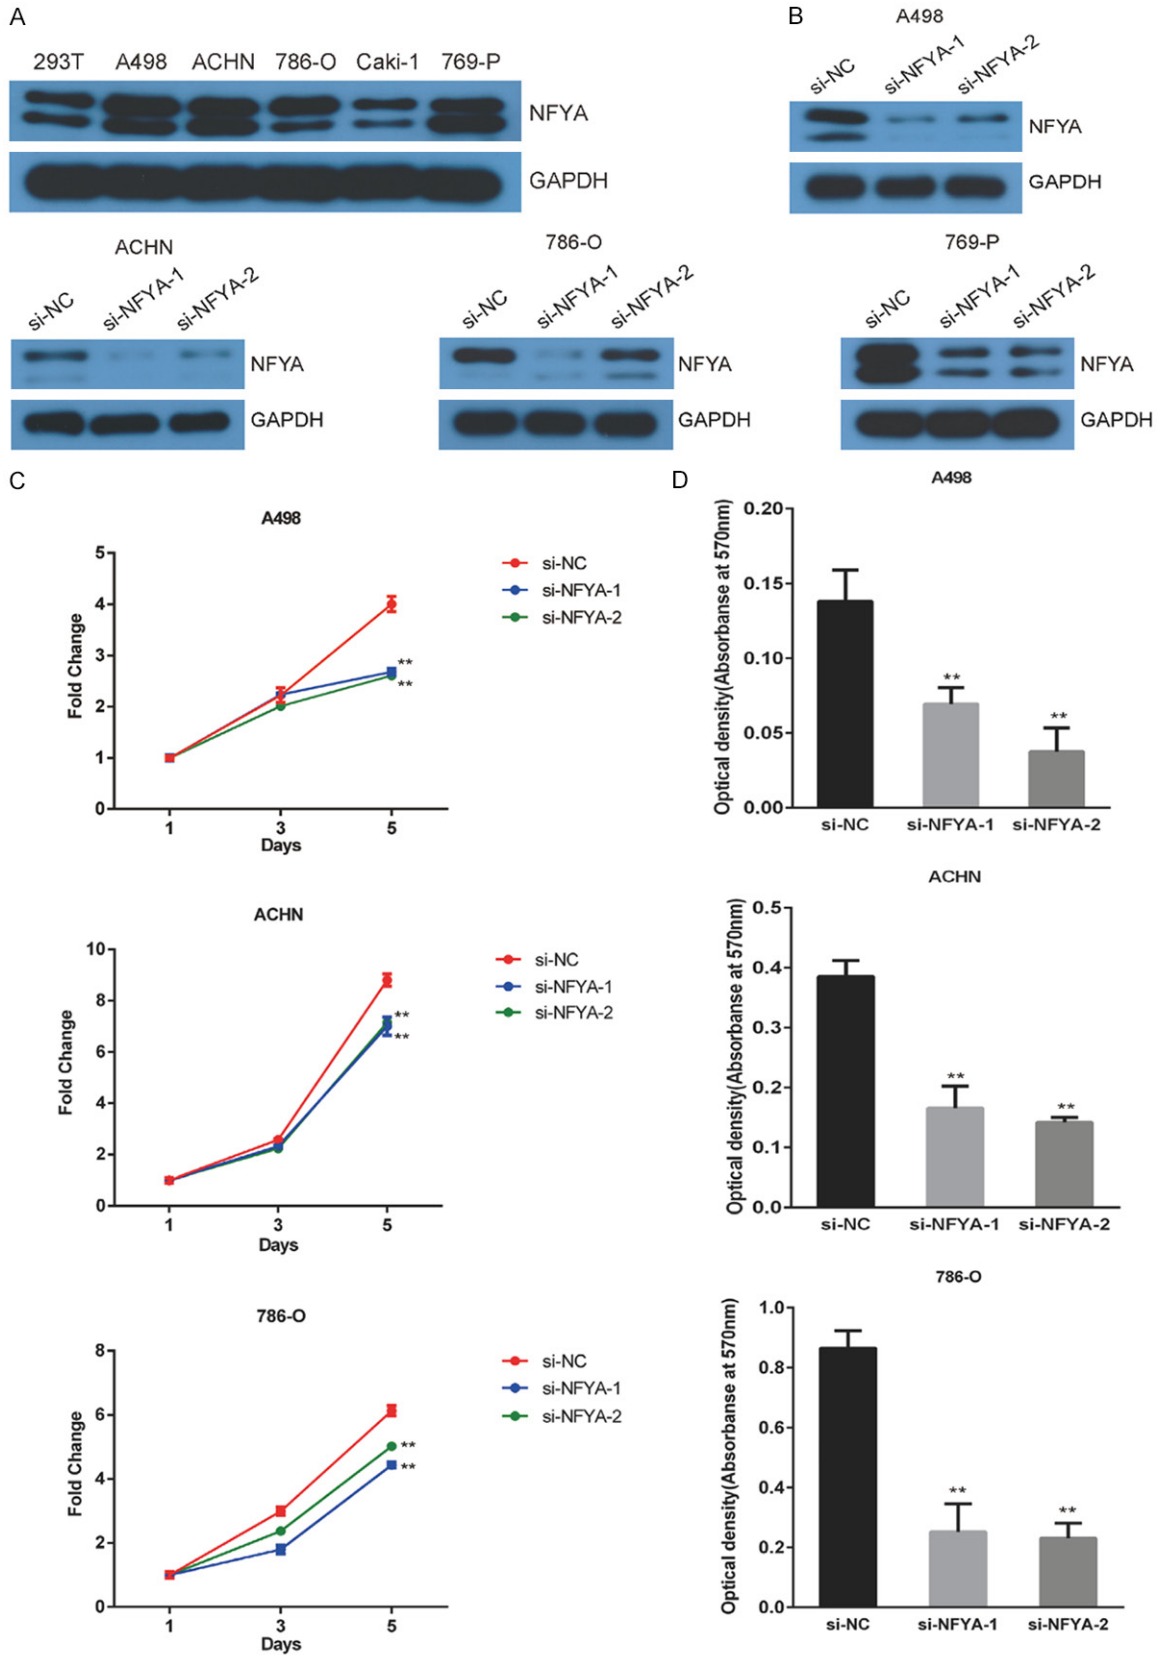 A
293T A498 ACHN 786-O Caki-1 769-P
NFYA
GAPDH
B
A498
si-NC si-NFYA-1 si-NFYA-2
NFYA
GAPDH
ACHN
si-NC si-NFYA-1 si-NFYA-2
NFYA
GAPDH
786-O
si-NC si-NFYA-1 si-NFYA-2
NFYA
GAPDH
769-P
si-NC si-NFYA-1 si-NFYA-2
NFYA
GAPDH
C
A498
Fold Change
5
4
3
2
1
0
1 3 5
Days
si-NC
si-NFYA-1
si-NFYA-2
**
**
ACHN
Fold Change
10
8
6
4
2
0
1 3 5
Days
si-NC
si-NFYA-1
si-NFYA-2
**
**
786-O
Fold Change
8
6
4
2
0
1 3 5
Days
si-NC
si-NFYA-1
si-NFYA-2
**
**
D
A498
Optical density(Absorbanse at 570nm)
0.20
0.15
0.10
0.05
0.00
**
**
si-NC si-NFYA-1 si-NFYA-2
ACHN
Optical density(Absorbanse at 570nm)
0.5
0.4
0.3
0.2
0.1
0.0
**
**
si-NC si-NFYA-1 si-NFYA-2
786-O
Optical density(Absorbanse at 570nm)
1.0
0.8
0.6
0.4
0.2
0.0
**
**
si-NC si-NFYA-1 si-NFYA-2